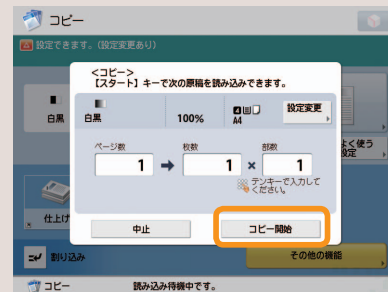 コピー
設定できます。(設定変更あり)
<コピー>
【スタート】キーで次の原稿を読み込みできます。
白黒
白黒
100%
A4
設定変更
よく使う
設定
ページ数
枚数
部数
1
1
×
1
テンキーで入力して
ください。
仕上げ
中止
コピー開始
割り込み
その他の機能
コピー
読み込み待機中です。